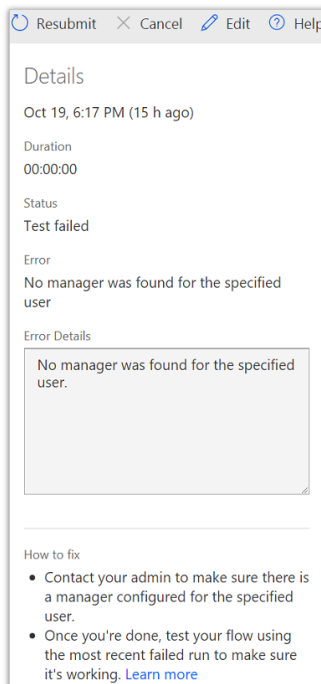 Resubmit Cancel Edit Help
Details
Oct 19, 6:17 PM (15 h ago)
Duration
00:00:00
Status
Test failed
Error
No manager was found for the specified
user
Error Details
No manager was found for the specified
user.
How to fix
• Contact your admin to make sure there is
a manager configured for the specified
user.
• Once you're done, test your flow using
the most recent failed run to make sure
it's working. Learn more